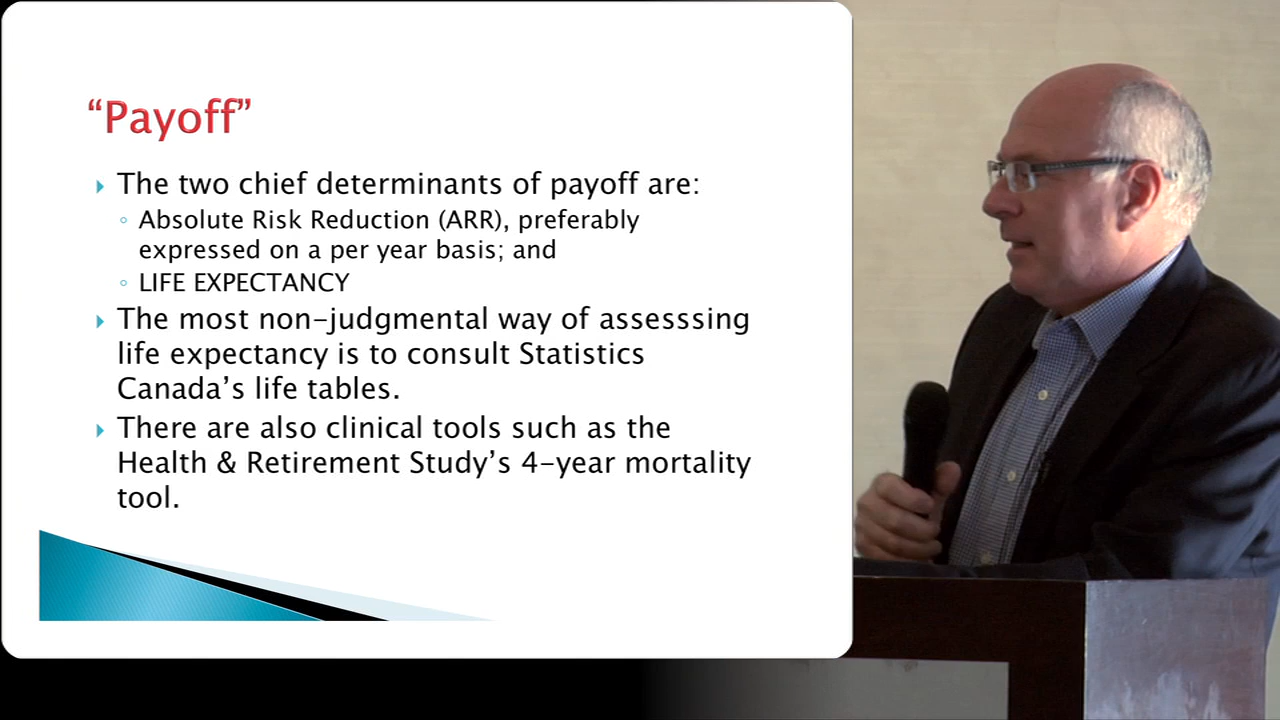 “Payoff”
The two chief determinants of payoff are:
Absolute Risk Reduction (ARR), preferably
expressed on a per year basis; and
LIFE EXPECTANCY
The most non-judgmental way of assesssing
life expectancy is to consult Statistics
Canada’s life tables.
There are also clinical tools such as the
Health & Retirement Study’s 4-year mortality
tool.